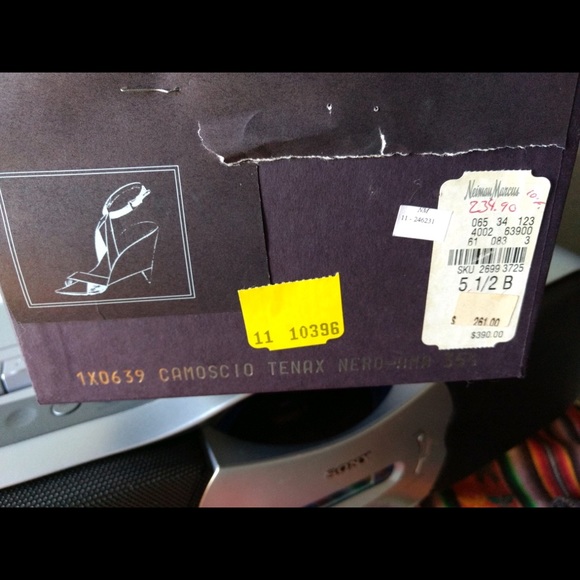 Neiman Marcus
234.90
065 34 123
4002 63900
61 083 3
SKU 2699 3725
5 1/2 B
$ 261.00
$390.00
11 - 246231
11 10396
1X0639 CAMOSCIO TENAX NERO
SONY